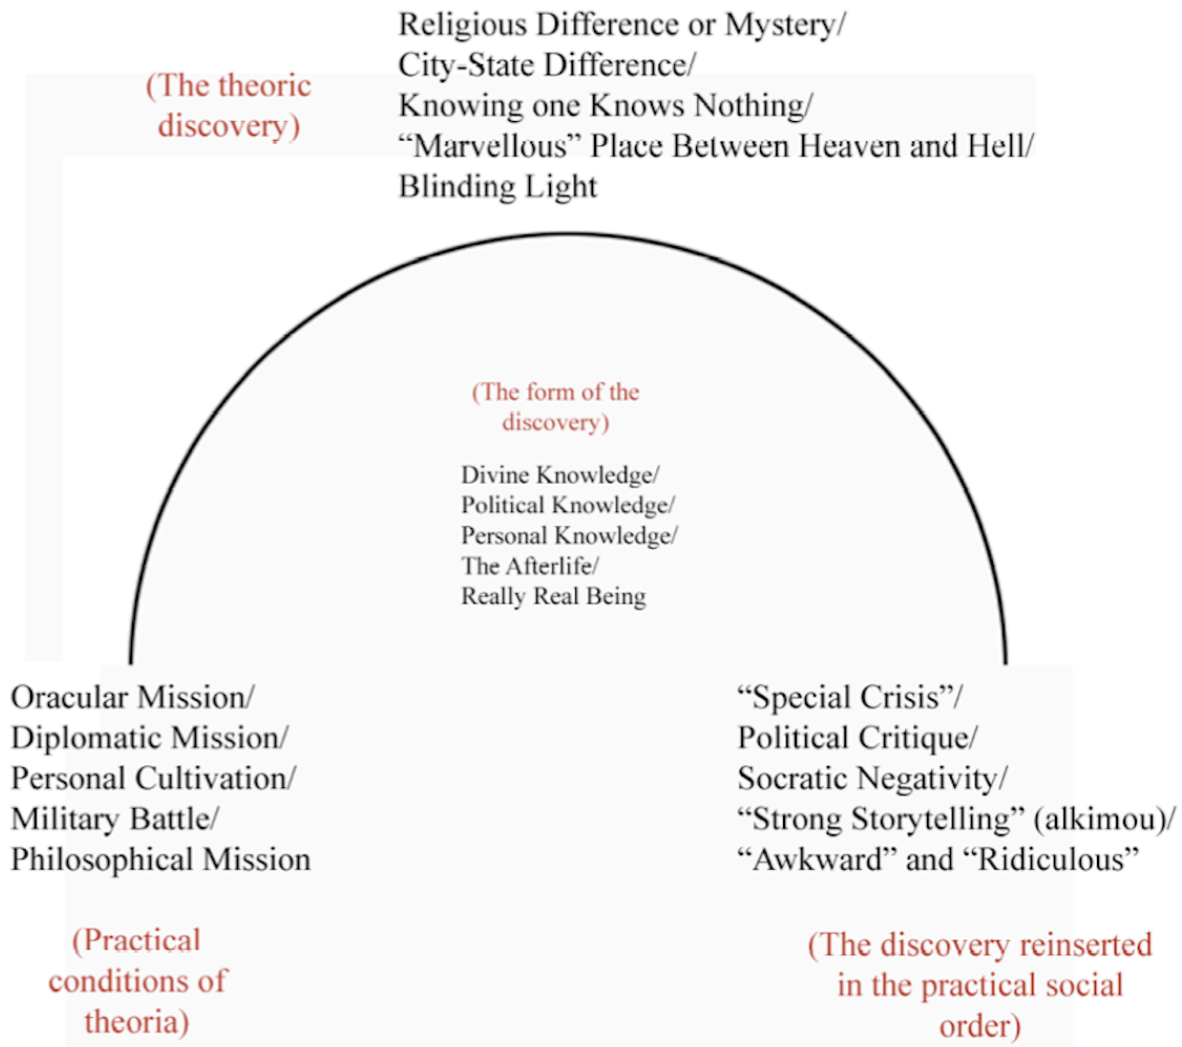 Religious Difference or Mystery/
City-State Difference/
Knowing one Knows Nothing/
“Marvellous” Place Between Heaven and Hell/
Blinding Light
(The theoric
discovery)
(The form of the
discovery)
Divine Knowledge/
Political Knowledge/
Personal Knowledge/
The Afterlife/
Really Real Being
Oracular Mission/
Diplomatic Mission/
Personal Cultivation/
Military Battle/
Philosophical Mission
(Practical
conditions of
theoria)
“Special Crisis”/
Political Critique/
Socratic Negativity/
“Strong Storytelling” (alkimou)/
“Awkward” and “Ridiculous”
(The discovery reinserted
in the practical social
order)